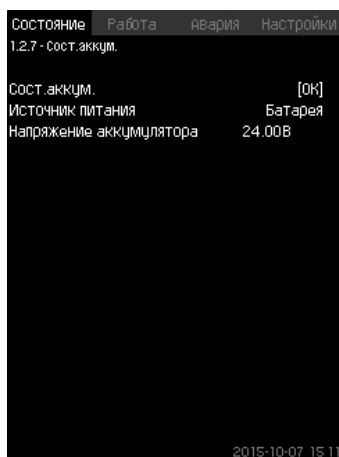 Состояние Работа Авария Настройки
1.2.7 - Сост.аккум.
Сост.аккум. [OK]
Источник питания Батарея
Напряжение аккумулятора 24.00В
2015-10-07 15:11